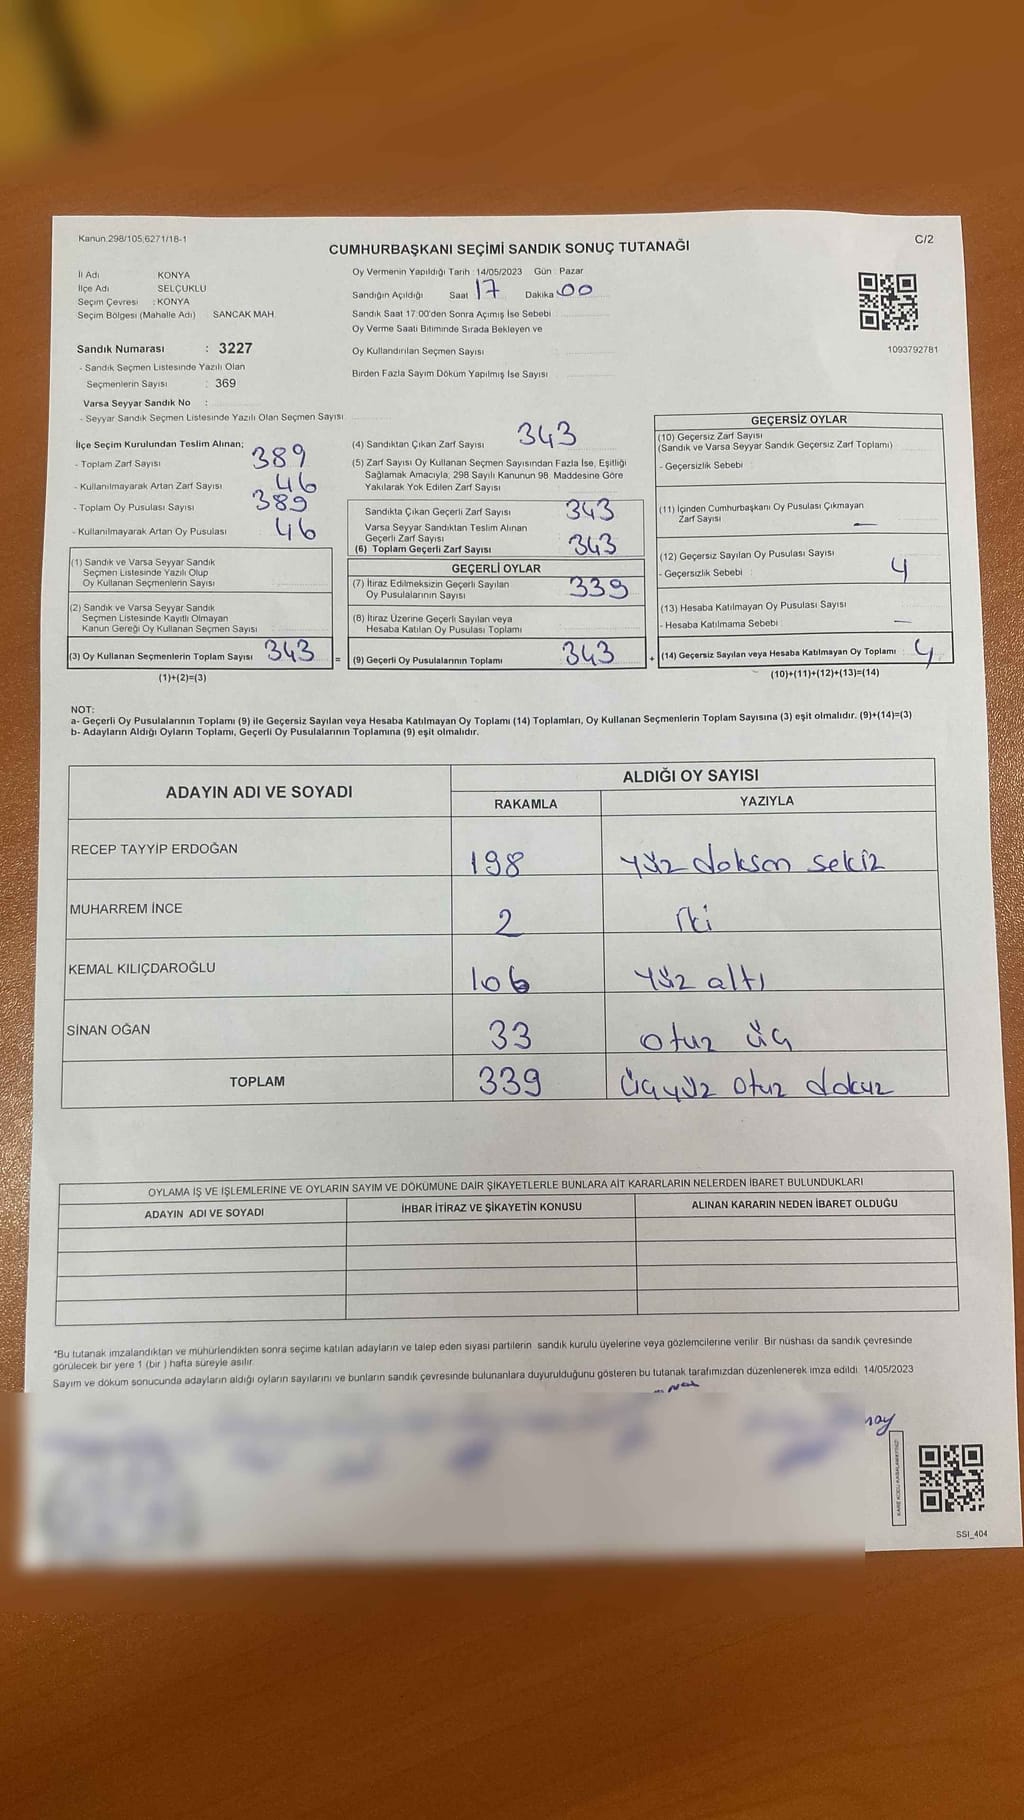 Kanun 298/105,6271/18-1
C/2
CUMHURBAŞKANI SEÇİMİ SANDIK SONUÇ TUTANAĞI
İl Adı KONYA
İlçe Adı SELÇUKLU
Seçim Çevresi : KONYA
Seçim Bölgesi (Mahalle Adı) SANCAK MAH.
Oy Vermenin Yapıldığı Tarih : 14/05/2023 Gün : Pazar
Sandığın Açıldığı Saat 17 Dakika 00
Sandık Saat 17:00'den Sonra Açımış İse Sebebi
Oy Verme Saati Bitiminde Sırada Bekleyen ve
Oy Kullandırılan Seçmen Sayısı
Birden Fazla Sayım Döküm Yapılmış İse Sayısı
1093792781
Sandık Numarası : 3227
- Sandık Seçmen Listesinde Yazılı Olan
Seçmenlerin Sayısı : 369
Varsa Seyyar Sandık No :
- Seyyar Sandık Seçmen Listesinde Yazılı Olan Seçmen Sayısı
İlçe Seçim Kurulundan Teslim Alınan;
- Toplam Zarf Sayısı 389
- Kullanılmayarak Artan Zarf Sayısı 46
- Toplam Oy Pusulası Sayısı 389
- Kullanılmayarak Artan Oy Pusulası 46
(1) Sandık ve Varsa Seyyar Sandık
Seçmen Listesinde Yazılı Olup
Oy Kullanan Seçmenlerin Sayısı
(2) Sandık ve Varsa Seyyar Sandık
Seçmen Listesinde Kayıtlı Olmayan
Kanun Gereği Oy Kullanan Seçmen Sayısı
(3) Oy Kullanan Seçmenlerin Toplam Sayısı 343
(1)+(2)=(3)
=
(4) Sandıktan Çıkan Zarf Sayısı 343
(5) Zarf Sayısı Oy Kullanan Seçmen Sayısından Fazla İse, Eşitliği
Sağlamak Amacıyla, 298 Sayılı Kanunun 98. Maddesine Göre
Yakılarak Yok Edilen Zarf Sayısı
Sandıkta Çıkan Geçerli Zarf Sayısı 343
Varsa Seyyar Sandıktan Teslim Alınan
Geçerli Zarf Sayısı
(6) Toplam Geçerli Zarf Sayısı 343
GEÇERLİ OYLAR
(7) İtiraz Edilmeksizin Geçerli Sayılan
Oy Pusulalarının Sayısı 339
(8) İtiraz Üzerine Geçerli Sayılan veya
Hesaba Katılan Oy Pusulası Toplamı
(9) Geçerli Oy Pusulalarının Toplamı 343
+
GEÇERSİZ OYLAR
(10) Geçersiz Zarf Sayısı
(Sandık ve Varsa Seyyar Sandık Geçersiz Zarf Toplamı)
- Geçersizlik Sebebi
(11) İçinden Cumhurbaşkanı Oy Pusulası Çıkmayan
Zarf Sayısı —
(12) Geçersiz Sayılan Oy Pusulası Sayısı
- Geçersizlik Sebebi 4
(13) Hesaba Katılmayan Oy Pusulası Sayısı
- Hesaba Katılmama Sebebi —
(14) Geçersiz Sayılan veya Hesaba Katılmayan Oy Toplamı 4
(10)+(11)+(12)+(13)=(14)
NOT:
a- Geçerli Oy Pusulalarının Toplamı (9) ile Geçersiz Sayılan veya Hesaba Katılmayan Oy Toplamı (14) Toplamları, Oy Kullanan Seçmenlerin Toplam Sayısına (3) eşit olmalıdır. (9)+(14)=(3)
b- Adayların Aldığı Oyların Toplamı, Geçerli Oy Pusulalarının Toplamına (9) eşit olmalıdır.
ADAYIN ADI VE SOYADI ALDIĞI OY SAYISI
RAKAMLA YAZIYLA
RECEP TAYYİP ERDOĞAN 198 yüz doksan sekiz
MUHARREM İNCE 2 iki
KEMAL KILIÇDAROĞLU 106 yüz altı
SİNAN OĞAN 33 otuz üç
TOPLAM 339 üçyüz otuz dokuz
OYLAMA İŞ VE İŞLEMLERİNE VE OYLARIN SAYIM VE DÖKÜMÜNE DAİR ŞİKAYETLERLE BUNLARA AİT KARARLARIN NELERDEN İBARET BULUNDUKLARI
ADAYIN ADI VE SOYADI İHBAR İTİRAZ VE ŞİKAYETİN KONUSU ALINAN KARARIN NEDEN İBARET OLDUĞU
*Bu tutanak imzalandıktan ve mühürlendikten sonra seçime katılan adayların ve talep eden siyasi partilerin sandık kurulu üyelerine veya gözlemcilerine verilir. Bir nüshası da sandık çevresinde
görülecek bir yere 1 (bir ) hafta süreyle asılır.
Sayım ve döküm sonucunda adayların aldığı oyların sayılarını ve bunların sandık çevresinde bulunanlara duyurulduğunu gösteren bu tutanak tarafımızdan düzenlenerek imza edildi. 14/05/2023
SSI_404